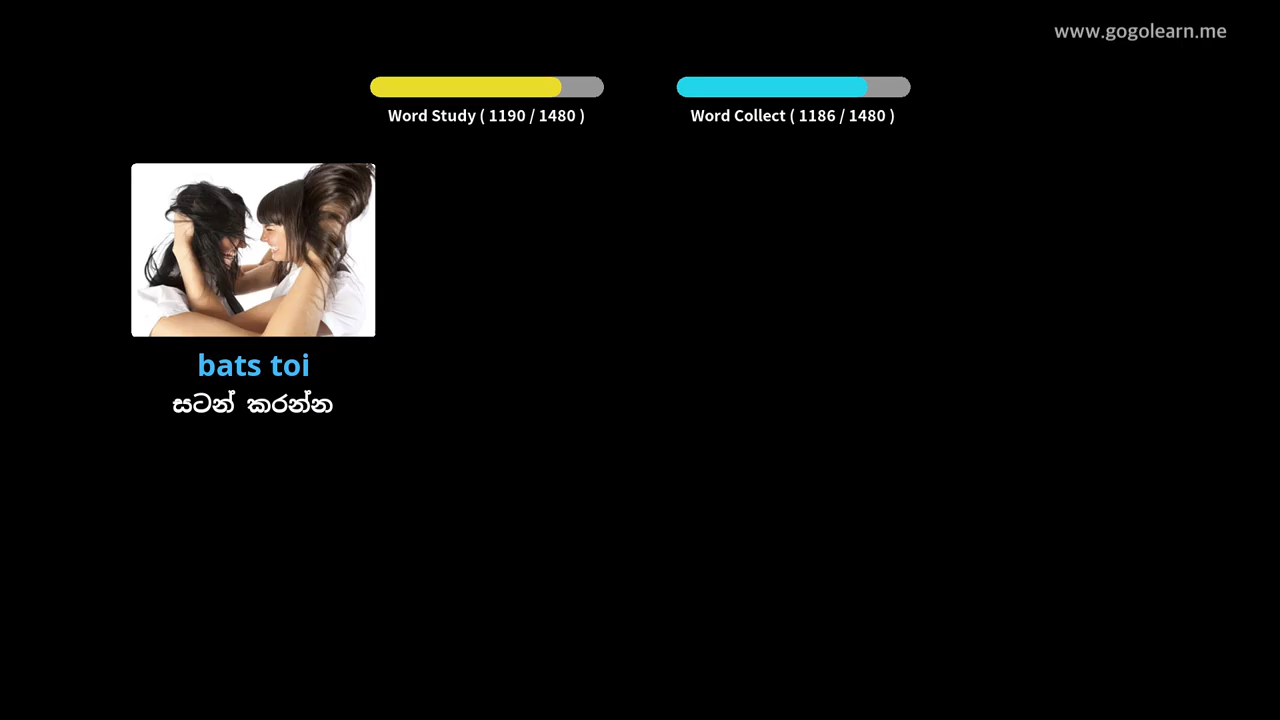 www.gogolearn.me
Word Study ( 1190 / 1480 )
Word Collect ( 1186 / 1480 )
bats toi
සටන් කරන්න